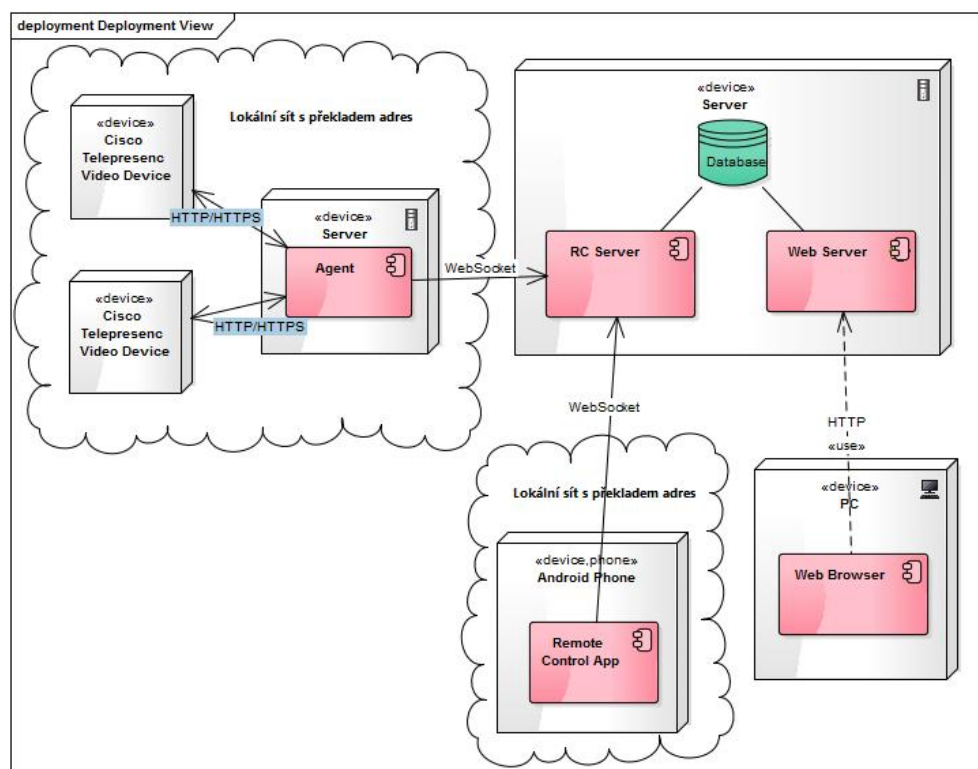 deployment Deployment View
Lokální sít s překladem adres
«device»
Cisco
Telepresenc
Video Device
HTTP/HTTPS
«device»
Server
Agent
«device»
Cisco
Telepresenc
Video Device
HTTP/HTTPS
WebSocket
«device»
Server
Database
RC Server
Web Server
WebSocket
HTTP
«use»
Lokální sít s překladem adres
«device,phone»
Android Phone
Remote
Control App
«device»
PC
Web Browser